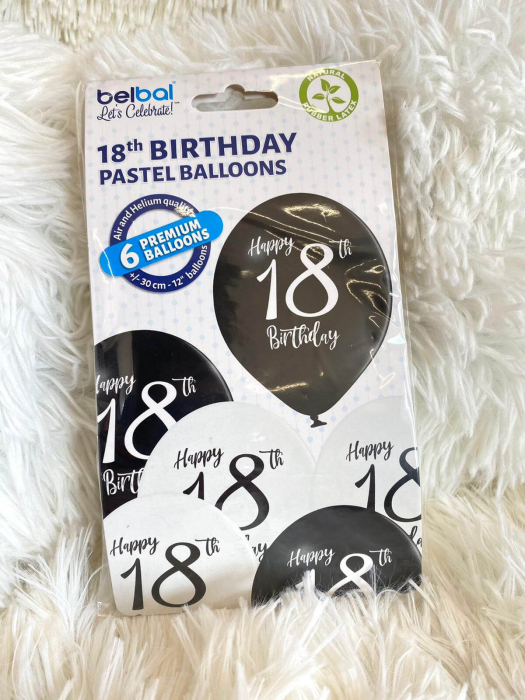 belbal
Let's Celebrate!
NATURAL
RUBBER LATEX
18th BIRTHDAY
PASTEL BALLOONS
Air and Helium quality
6 PREMIUM
BALLOONS
+/- 30 cm - 12" balloons
Happy
18th
Birthday
Happy
18th
Happy
18th
Happy
18
Happy
18th
Happy
18th